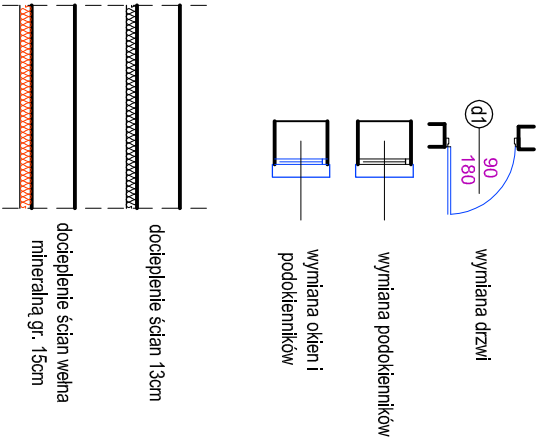 d1
90
180
wymiana drzwi
wymiana podokienników
wymiana okien i
podokienników
docieplenie ścian 13cm
docieplenie ścian wełna
mineralną gr. 15cm